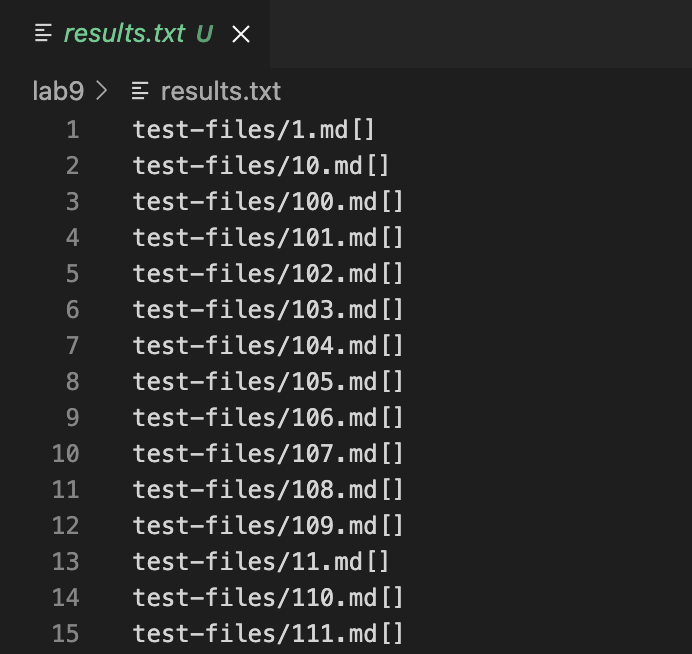 results.txt U
lab9 > results.txt
1 test-files/1.md[]
2 test-files/10.md[]
3 test-files/100.md[]
4 test-files/101.md[]
5 test-files/102.md[]
6 test-files/103.md[]
7 test-files/104.md[]
8 test-files/105.md[]
9 test-files/106.md[]
10 test-files/107.md[]
11 test-files/108.md[]
12 test-files/109.md[]
13 test-files/11.md[]
14 test-files/110.md[]
15 test-files/111.md[]